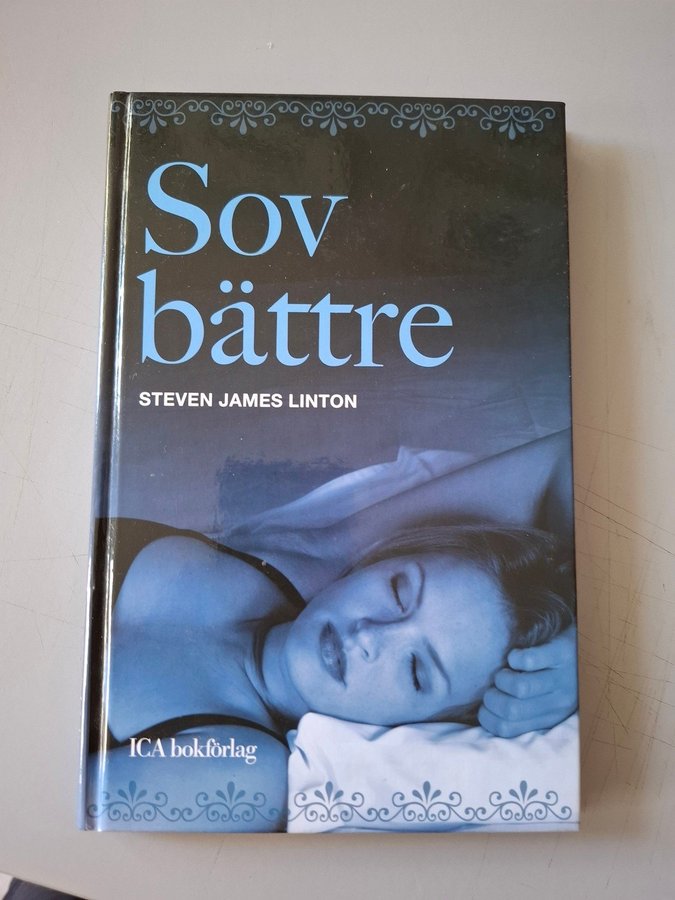 Sov
bättre
STEVEN JAMES LINTON
ICA bokförlag